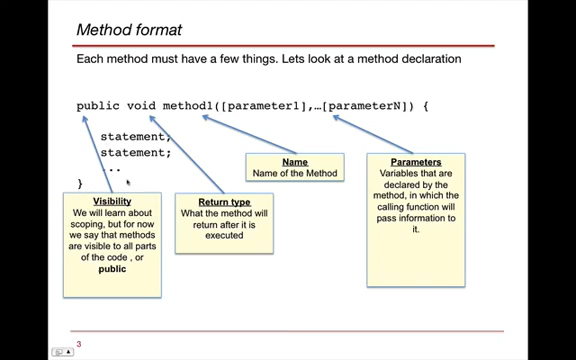 Method format
Each method must have a few things. Lets look at a method declaration
public void method1([parameter1],…[parameterN]) {
statement;
statement;
...
}
Name
Name of the Method
Parameters
Variables that are
declared by the
method, in which the
calling function will
pass information to
it.
Visibility
We will learn about
scoping, but for now
we say that methods
are visible to all parts
of the code , or
public
Return type
What the method will
return after it is
executed
3